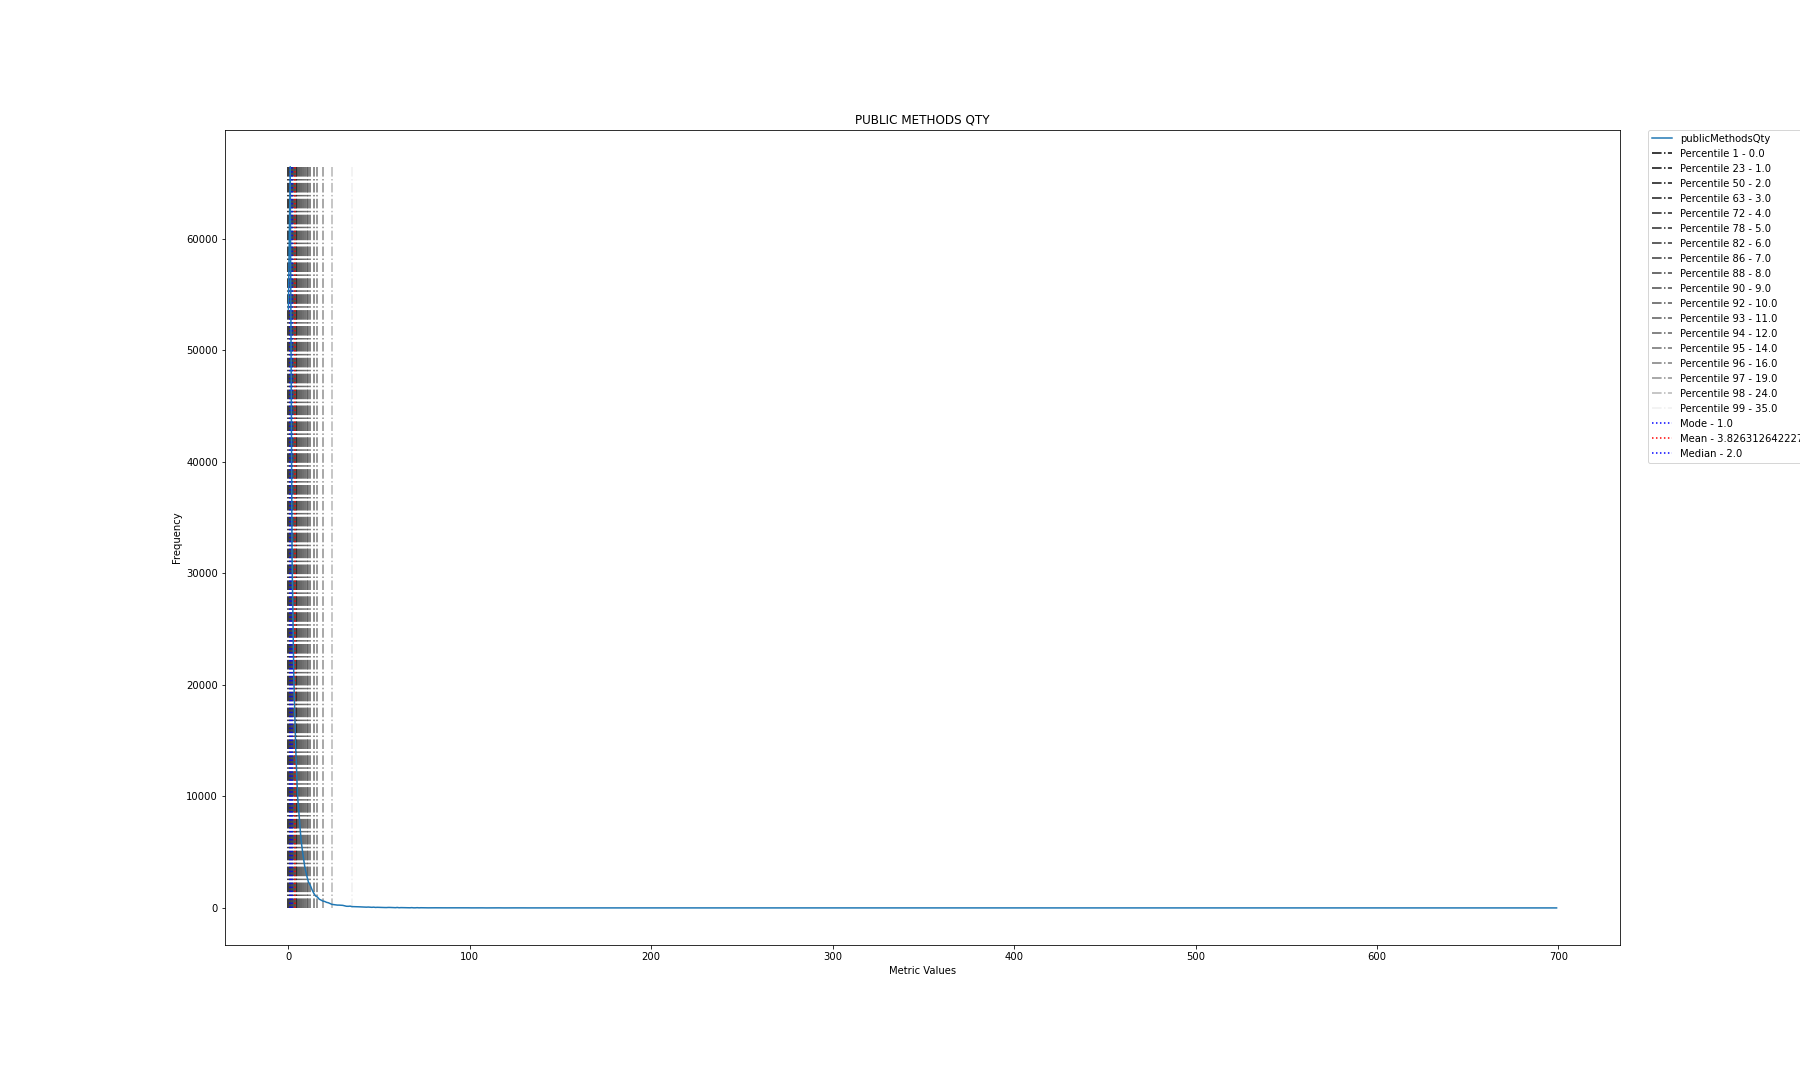 PUBLIC METHODS QTY
publicMethodsQty
Percentile 1 - 0.0
Percentile 23 - 1.0
Percentile 50 - 2.0
Percentile 63 - 3.0
Percentile 72 - 4.0
Percentile 78 - 5.0
Percentile 82 - 6.0
Percentile 86 - 7.0
Percentile 88 - 8.0
Percentile 90 - 9.0
Percentile 92 - 10.0
Percentile 93 - 11.0
Percentile 94 - 12.0
Percentile 95 - 14.0
Percentile 96 - 16.0
Percentile 97 - 19.0
Percentile 98 - 24.0
Percentile 99 - 35.0
Mode - 1.0
Mean - 3.826312642227
Median - 2.0
Frequency
60000
50000
40000
30000
20000
10000
0
0 100 200 300 400 500 600 700
Metric Values